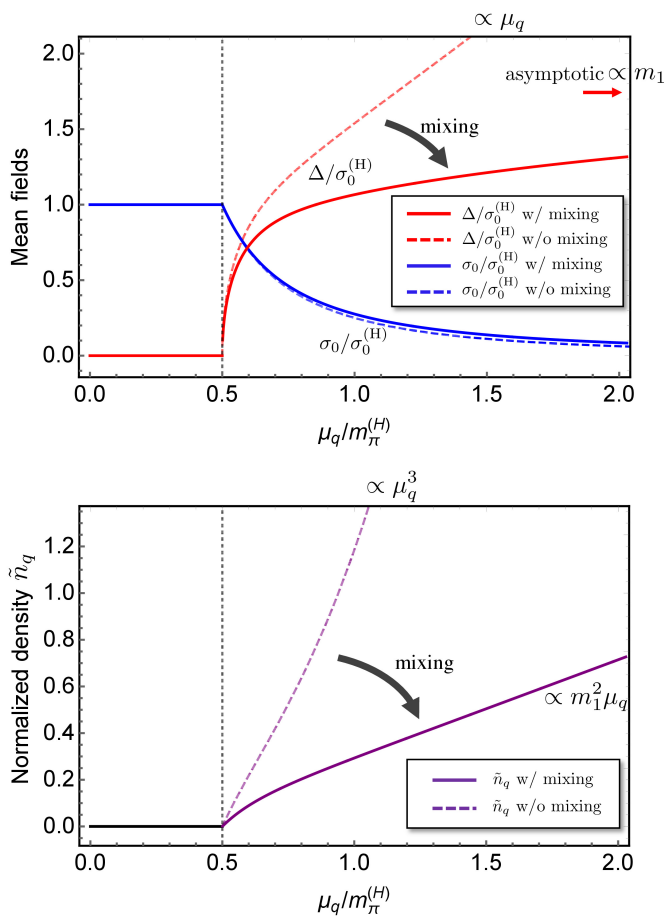 ∝ μ_q
2.0
asymptotic ∝ m_1
mixing
1.5
Δ/σ_0^(H)
Mean fields
1.0
Δ/σ_0^(H) w/ mixing
Δ/σ_0^(H) w/o mixing
σ_0/σ_0^(H) w/ mixing
σ_0/σ_0^(H) w/o mixing
0.5
σ_0/σ_0^(H)
0.0
0.0 0.5 1.0 1.5 2.0
μ_q/m_π^(H)
∝ μ_q^3
1.2
1.0
Normalized density ñ_q
0.8
mixing
0.6
∝ m_1^2 μ_q
0.4
ñ_q w/ mixing
ñ_q w/o mixing
0.2
0.0
0.0 0.5 1.0 1.5 2.0
μ_q/m_π^(H)